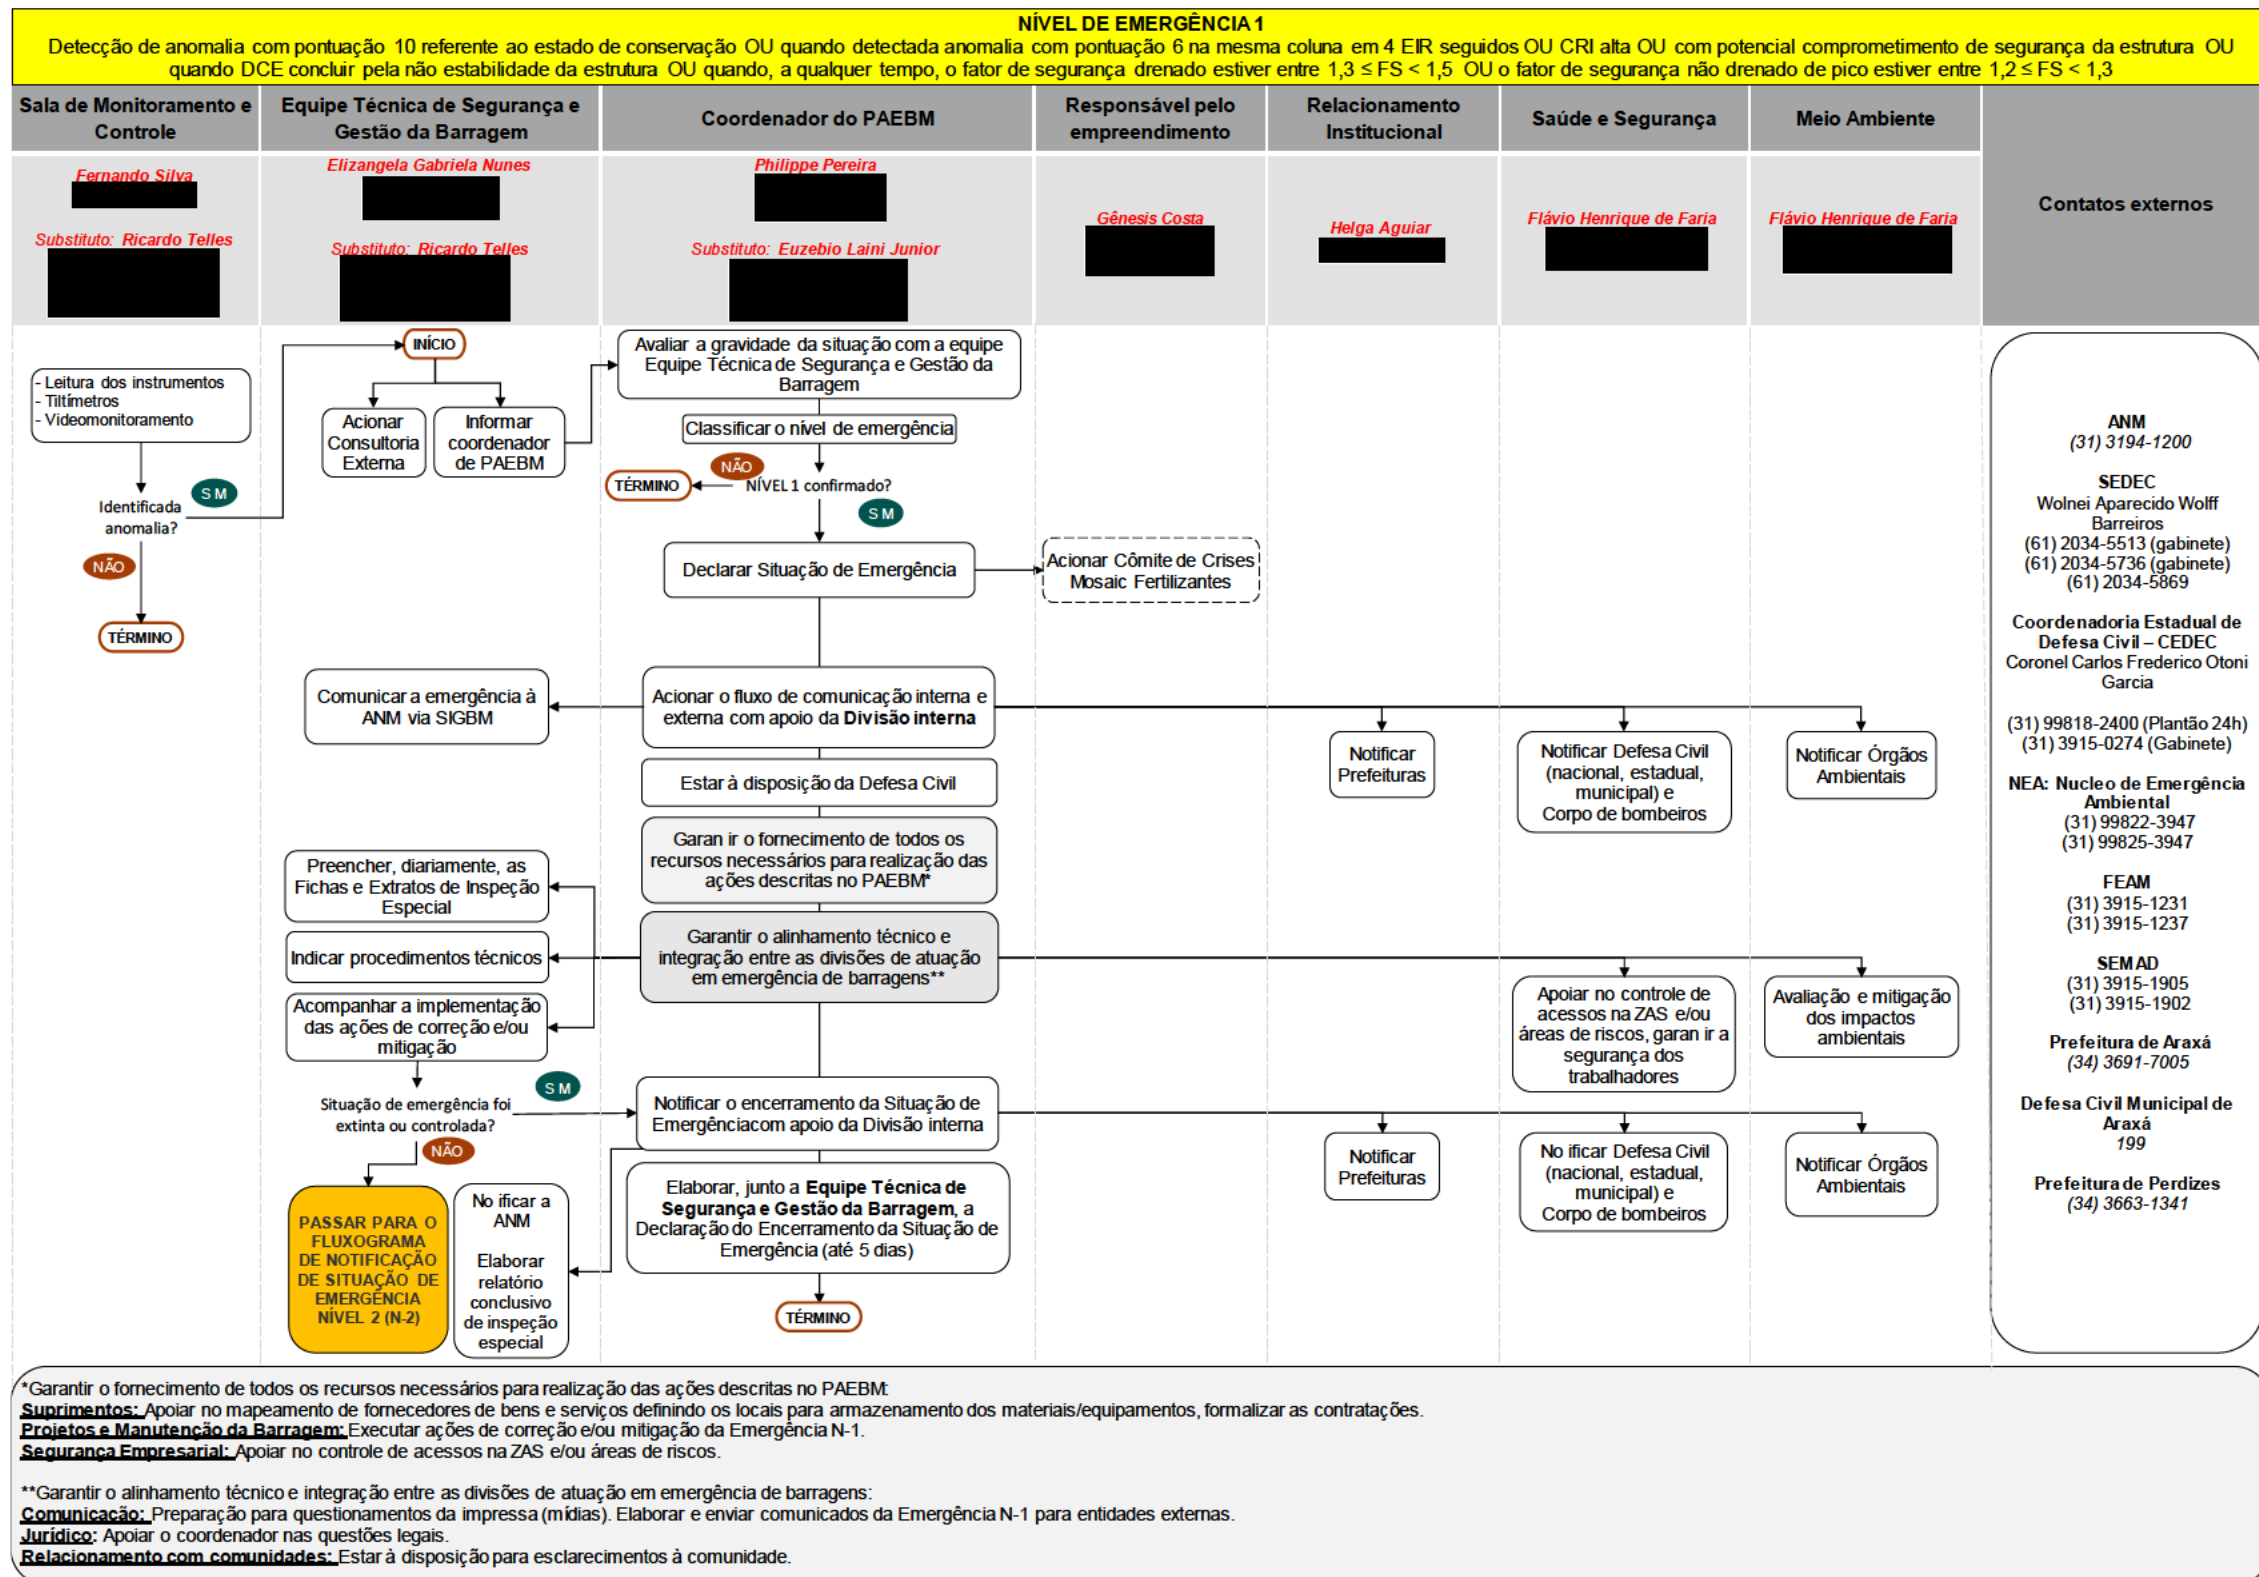 NÍVEL DE EMERGÊNCIA 1
Detecção de anomalia com pontuação 10 referente ao estado de conservação OU quando detectada anomalia com pontuação 6 na mesma coluna em 4 EIR seguidos OU CRI alta OU com potencial comprometimento de segurança da estrutura OU
quando DCE concluir pela não estabilidade da estrutura OU quando, a qualquer tempo, o fator de segurança drenado estiver entre 1,3 ≤ FS < 1,5 OU o fator de segurança não drenado de pico estiver entre 1,2 ≤ FS < 1,3
Sala de Monitoramento e
Controle
Equipe Técnica de Segurança e
Gestão da Barragem
Coordenador do PAEBM
Responsável pelo
empreendimento
Relacionamento
Institucional
Saúde e Segurança
Meio Ambiente
Contatos externos
Fernando Silva
Substituto: Ricardo Telles
Elizangela Gabriela Nunes
Substituto: Ricardo Telles
Philippe Pereira
Substituto: Euzebio Laini Junior
Gênesis Costa
Helga Aguiar
Flávio Henrique de Faria
Flávio Henrique de Faria
- Leitura dos instrumentos
- Tiltímetros
- Videomonitoramento
Identificada
anomalia?
S M
NÃO
TÉRMINO
INÍCIO
Acionar
Consultoria
Externa
Informar
coordenador
de PAEBM
Avaliar a gravidade da situação com a equipe
Equipe Técnica de Segurança e Gestão da
Barragem
Classificar o nível de emergência
NÃO
TÉRMINO
NÍVEL 1 confirmado?
S M
Declarar Situação de Emergência
Acionar Cômite de Crises
Mosaic Fertilizantes
Comunicar a emergência à
ANM via SIGBM
Acionar o fluxo de comunicação interna e
externa com apoio da Divisão interna
Notificar
Prefeituras
Notificar Defesa Civil
(nacional, estadual,
municipal) e
Corpo de bombeiros
Notificar Órgãos
Ambientais
Estar à disposição da Defesa Civil
Garan ir o fornecimento de todos os
recursos necessários para realização das
ações descritas no PAEBM*
Preencher, diariamente, as
Fichas e Extratos de Inspeção
Especial
Indicar procedimentos técnicos
Acompanhar a implementação
das ações de correção e/ou
mitigação
Garantir o alinhamento técnico e
integração entre as divisões de atuação
em emergência de barragens**
Apoiar no controle de
acessos na ZAS e/ou
áreas de riscos, garan ir a
segurança dos
trabalhadores
Avaliação e mitigação
dos impactos
ambientais
Situação de emergência foi
extinta ou controlada?
S M
NÃO
Notificar o encerramento da Situação de
Emergênciacom apoio da Divisão interna
Notificar
Prefeituras
No ificar Defesa Civil
(nacional, estadual,
municipal) e
Corpo de bombeiros
Notificar Órgãos
Ambientais
PASSAR PARA O
FLUXOGRAMA
DE NOTIFICAÇÃO
DE SITUAÇÃO DE
EMERGÊNCIA
NÍVEL 2 (N-2)
No ificar a
ANM
Elaborar
relatório
conclusivo
de inspeção
especial
Elaborar, junto a Equipe Técnica de
Segurança e Gestão da Barragem, a
Declaração do Encerramento da Situação de
Emergência (até 5 dias)
TÉRMINO
ANM
(31) 3194-1200
SEDEC
Wolnei Aparecido Wolff
Barreiros
(61) 2034-5513 (gabinete)
(61) 2034-5736 (gabinete)
(61) 2034-5869
Coordenadoria Estadual de
Defesa Civil – CEDEC
Coronel Carlos Frederico Otoni
Garcia
(31) 99818-2400 (Plantão 24h)
(31) 3915-0274 (Gabinete)
NEA: Nucleo de Emergência
Ambiental
(31) 99822-3947
(31) 99825-3947
FEAM
(31) 3915-1231
(31) 3915-1237
SEMAD
(31) 3915-1905
(31) 3915-1902
Prefeitura de Araxá
(34) 3691-7005
Defesa Civil Municipal de
Araxá
199
Prefeitura de Perdizes
(34) 3663-1341
*Garantir o fornecimento de todos os recursos necessários para realização das ações descritas no PAEBM:
Suprimentos: Apoiar no mapeamento de fornecedores de bens e serviços definindo os locais para armazenamento dos materiais/equipamentos, formalizar as contratações.
Projetos e Manutenção da Barragem: Executar ações de correção e/ou mitigação da Emergência N-1.
Segurança Empresarial: Apoiar no controle de acessos na ZAS e/ou áreas de riscos.
**Garantir o alinhamento técnico e integração entre as divisões de atuação em emergência de barragens:
Comunicação: Preparação para questionamentos da impressa (mídias). Elaborar e enviar comunicados da Emergência N-1 para entidades externas.
Jurídico: Apoiar o coordenador nas questões legais.
Relacionamento com comunidades: Estar à disposição para esclarecimentos à comunidade.